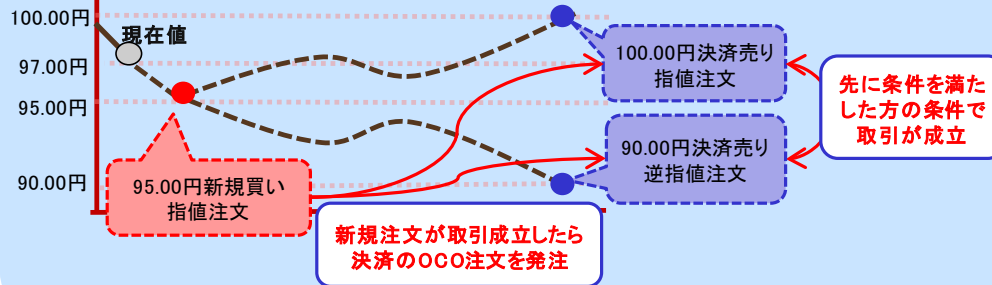 100.00円
現在値
97.00円
95.00円
90.00円
100.00円決済売り
指値注文
先に条件を満た
した方の条件で
取引が成立
90.00円決済売り
逆指値注文
95.00円新規買い
指値注文
新規注文が取引成立したら
決済のOCO注文を発注